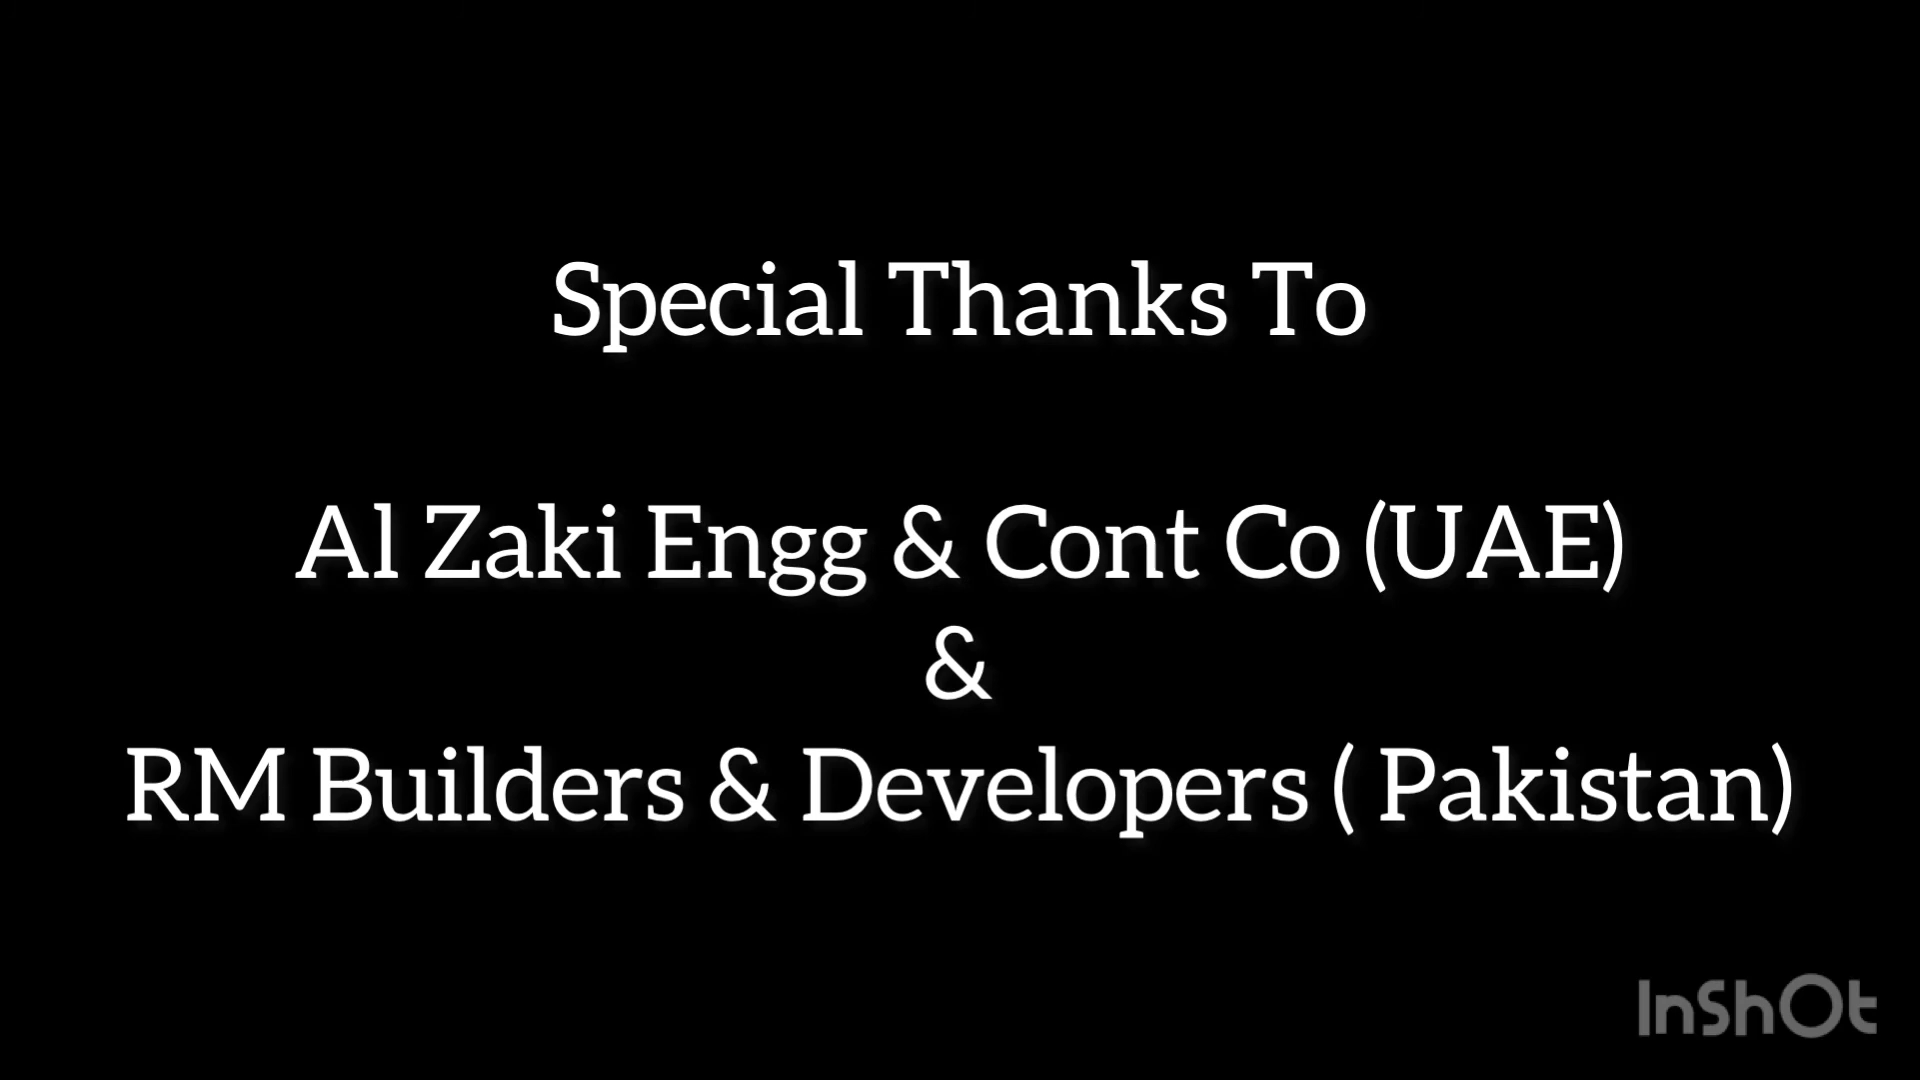 Special Thanks To
Al Zaki Engg & Cont Co (UAE)
&
RM Builders & Developers ( Pakistan)
InShOt